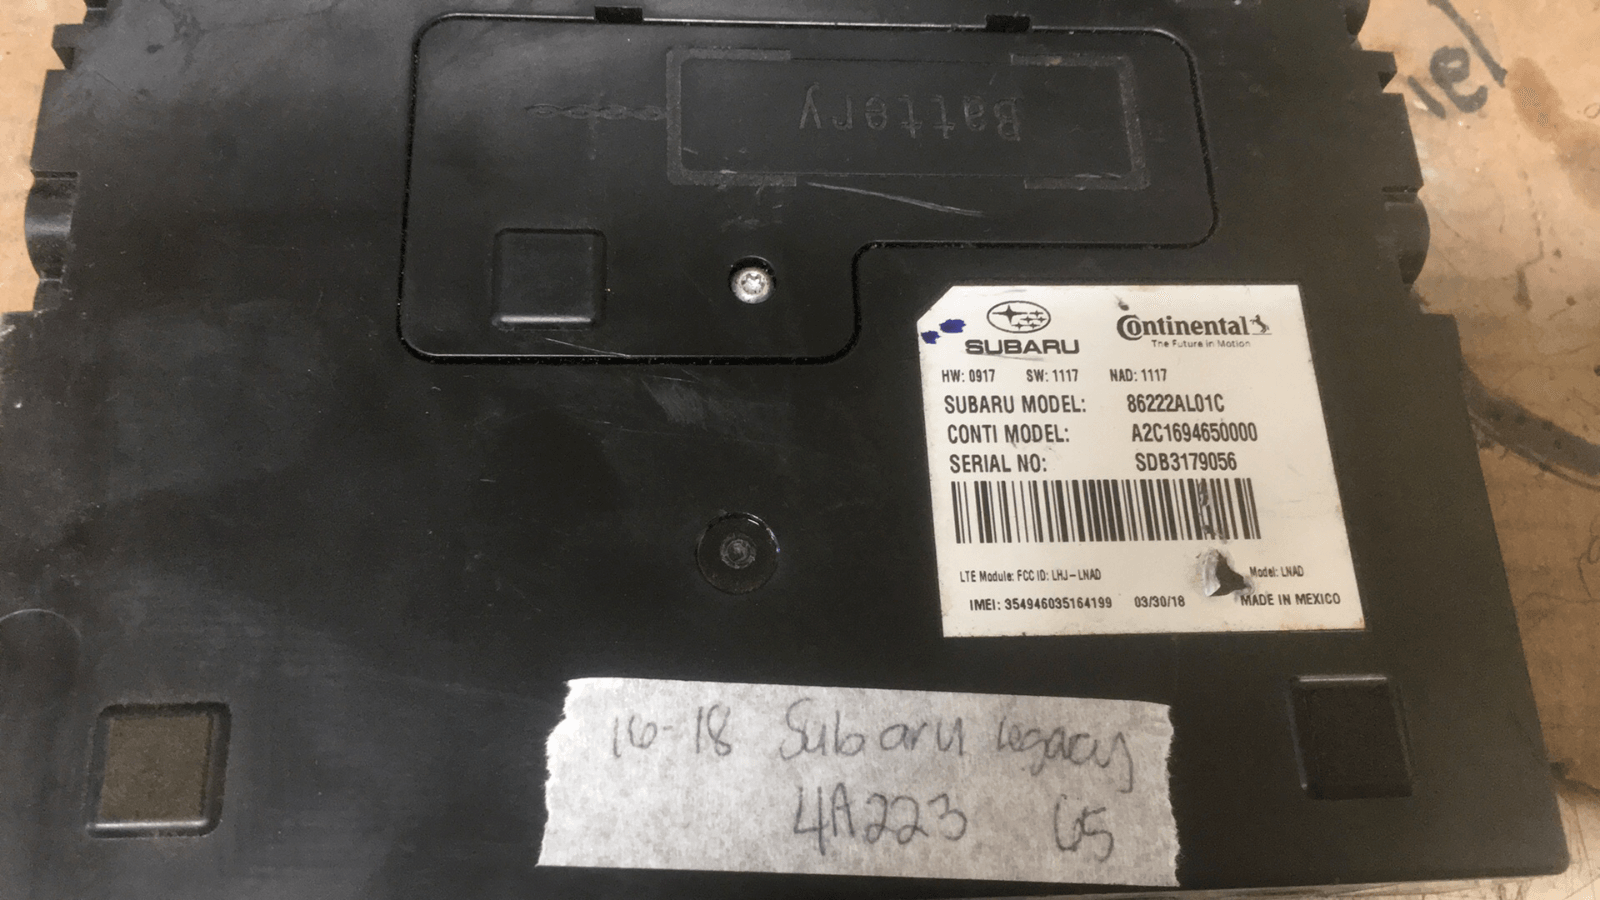 Battery
SUBARU
Continental
The Future in Motion
HW: 0917 SW: 1117 NAD: 1117
SUBARU MODEL: 86222AL01C
CONTI MODEL: A2C1694650000
SERIAL NO: SDB3179056
LTE Module: FCC ID: LHJ-LNAD Model: LNAD
IMEI: 354946035164199 03/30/18 MADE IN MEXICO
16-18 Subaru Legacy
4A223 65